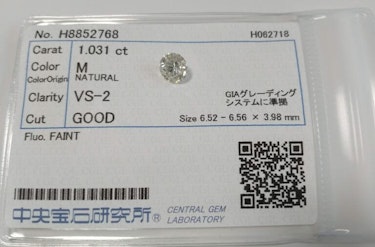 No. H8852768 H062718
Carat 1.031 ct
Color M
ColorOrigin NATURAL
Clarity VS-2 GIAグレーディング
システムに準拠
Cut GOOD Size 6.52 - 6.56 × 3.98 mm
Fluo. FAINT
中央宝石研究所® CENTRAL GEM
LABORATORY